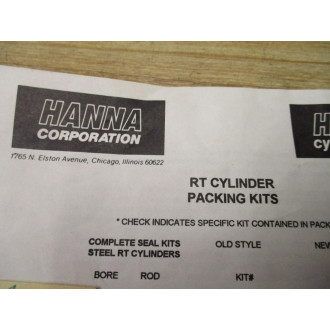 HANNA
CORPORATION
1765 N. Elston Avenue, Chicago, Illinois 60622
RT CYLINDER
PACKING KITS
* CHECK INDICATES SPECIFIC KIT CONTAINED IN PACK
COMPLETE SEAL KITS OLD STYLE NEW
STEEL RT CYLINDERS
BORE ROD KIT#